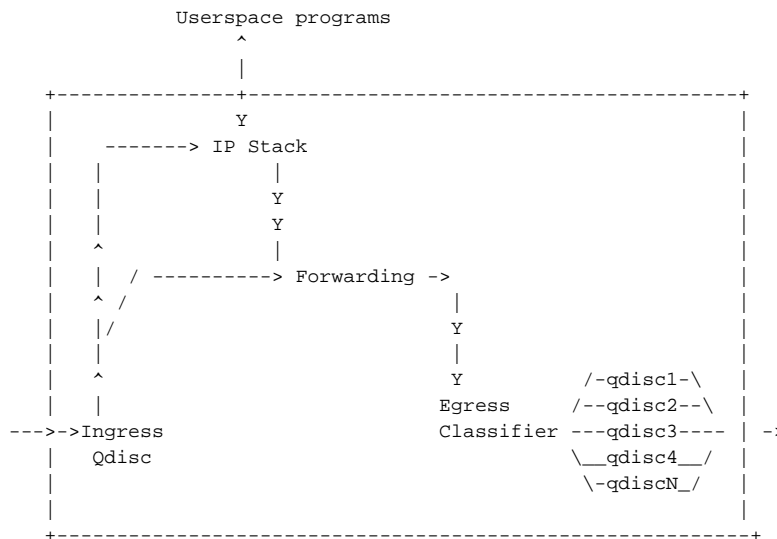 Userspace programs
^
|
+---------------+-----------------------------------------+
| Y |
| -------> IP Stack |
| | | |
| | Y |
| | Y |
| ^ | |
| | / ----------> Forwarding -> |
| ^ / | |
| |/ Y |
| | | |
| ^ Y /-qdisc1-\ |
| | Egress /--qdisc2--\ |
--->->Ingress Classifier ---qdisc3---- | ->
| Qdisc \__qdisc4__/ |
| \-qdiscN_/ |
| |
+----------------------------------------------------------+